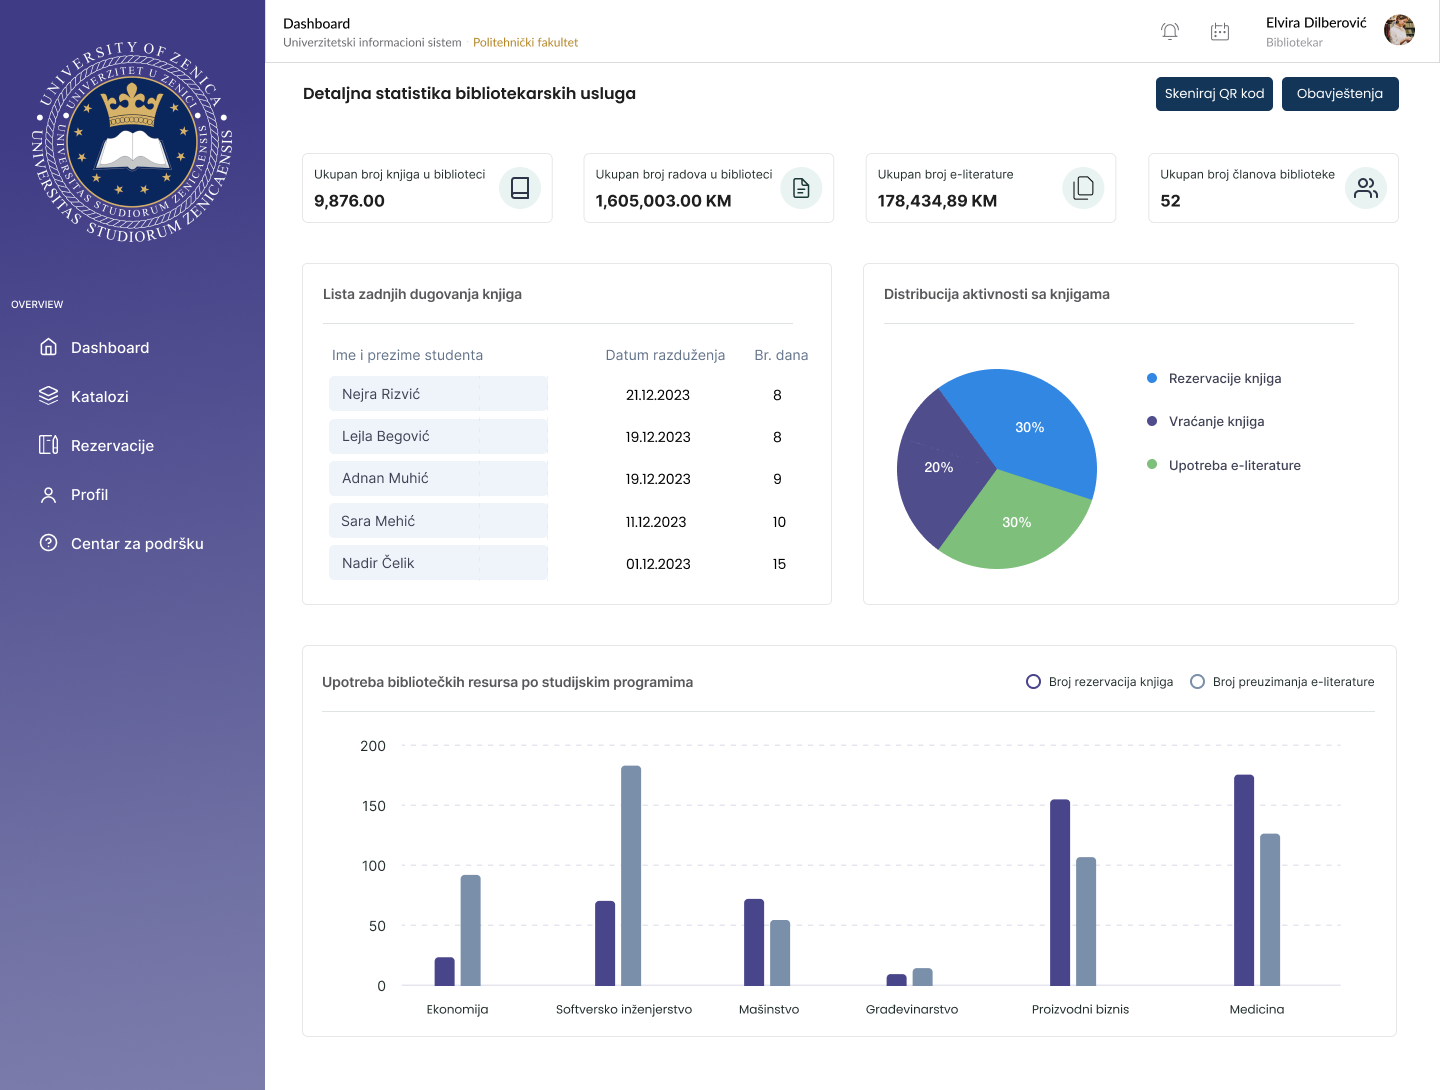 UNIVERSITY OF ZENICA
UNIVERSITAS STUDIORUM ZENICAENSIS
UNIVERZITET U ZENICI
UNIVERSITAS STUDIORUM ZENICAENSIS
OVERVIEW
Dashboard
Katalozi
Rezervacije
Profil
Centar za podršku
Dashboard
Univerzitetski informacioni sistem Politehnički fakultet
Elvira Dilberović
Bibliotekar
Detaljna statistika bibliotekarskih usluga
Skeniraj QR kod
Obavještenja
Ukupan broj knjiga u biblioteci
9,876.00
Ukupan broj radova u biblioteci
1,605,003.00 KM
Ukupan broj e-literature
178,434,89 KM
Ukupan broj članova biblioteke
52
Lista zadnjih dugovanja knjiga
Ime i prezime studenta Datum razduženja Br. dana
Nejra Rizvić 21.12.2023 8
Lejla Begović 19.12.2023 8
Adnan Muhić 19.12.2023 9
Sara Mehić 11.12.2023 10
Nadir Čelik 01.12.2023 15
Distribucija aktivnosti sa knjigama
30%
20%
30%
Rezervacije knjiga
Vraćanje knjiga
Upotreba e-literature
Upotreba bibliotečkih resursa po studijskim programima
Broj rezervacija knjiga Broj preuzimanja e-literature
200
150
100
50
0
Ekonomija Softversko inženjerstvo Mašinstvo Građevinarstvo Proizvodni biznis Medicina